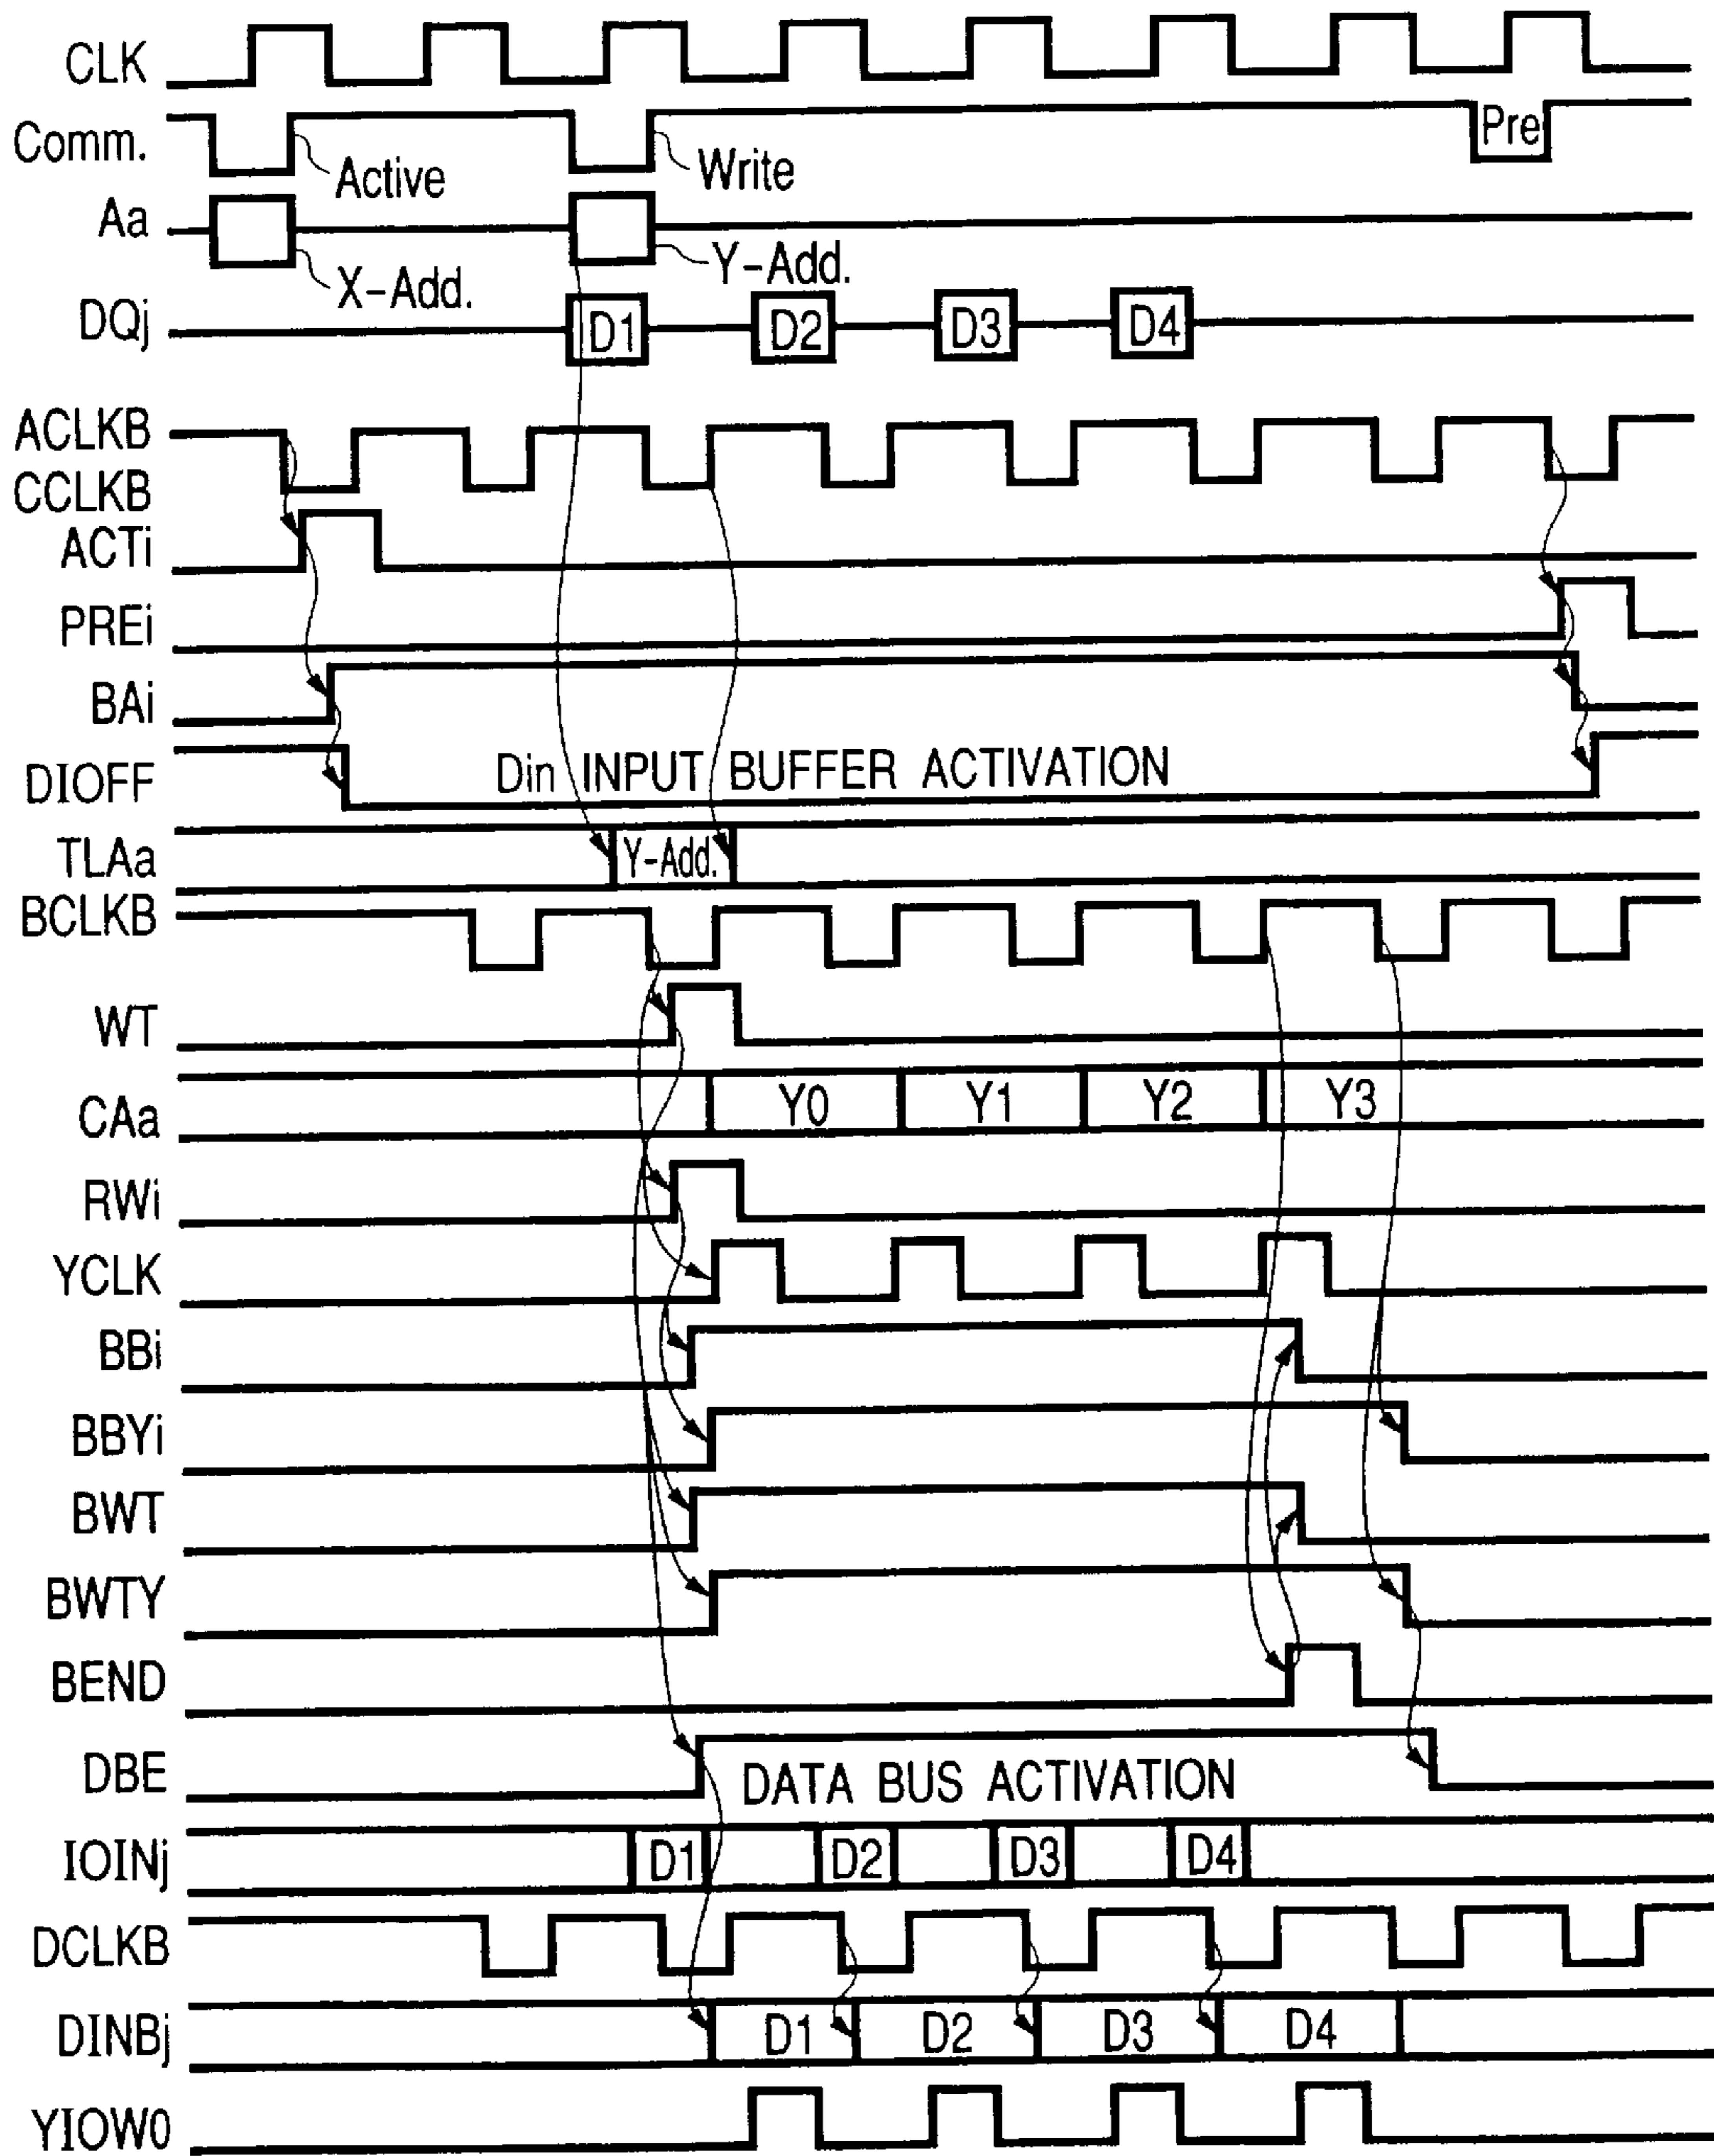 CLK
Comm.
Active
Write
Pre
Aa
X-Add.
Y-Add.
DQj
D1 D2 D3 D4
ACLKB
CCLKB
ACTi
PREi
BAi
DIOFF
Din INPUT BUFFER ACTIVATION
TLAa
Y-Add.
BCLKB
WT
CAa
Y0 Y1 Y2 Y3
RWi
YCLK
BBi
BBYi
BWT
BWTY
BEND
DBE
DATA BUS ACTIVATION
IOINj
D1 D2 D3 D4
DCLKB
DINBj
D1 D2 D3 D4
YIOW0